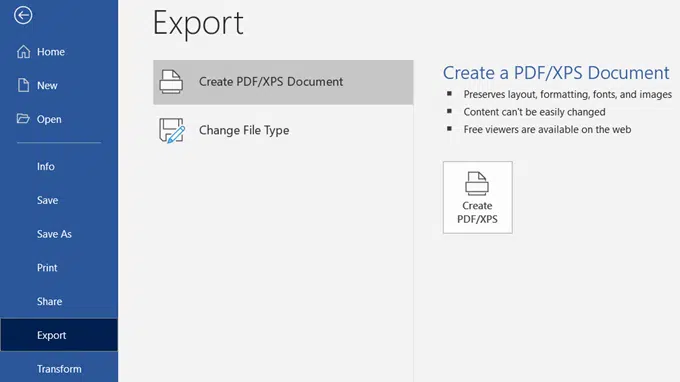 Export
Home
New
Open
Info
Save
Save As
Print
Share
Export
Transform
Create PDF/XPS Document
Change File Type
Create a PDF/XPS Document
Preserves layout, formatting, fonts, and images
Content can't be easily changed
Free viewers are available on the web
Create
PDF/XPS